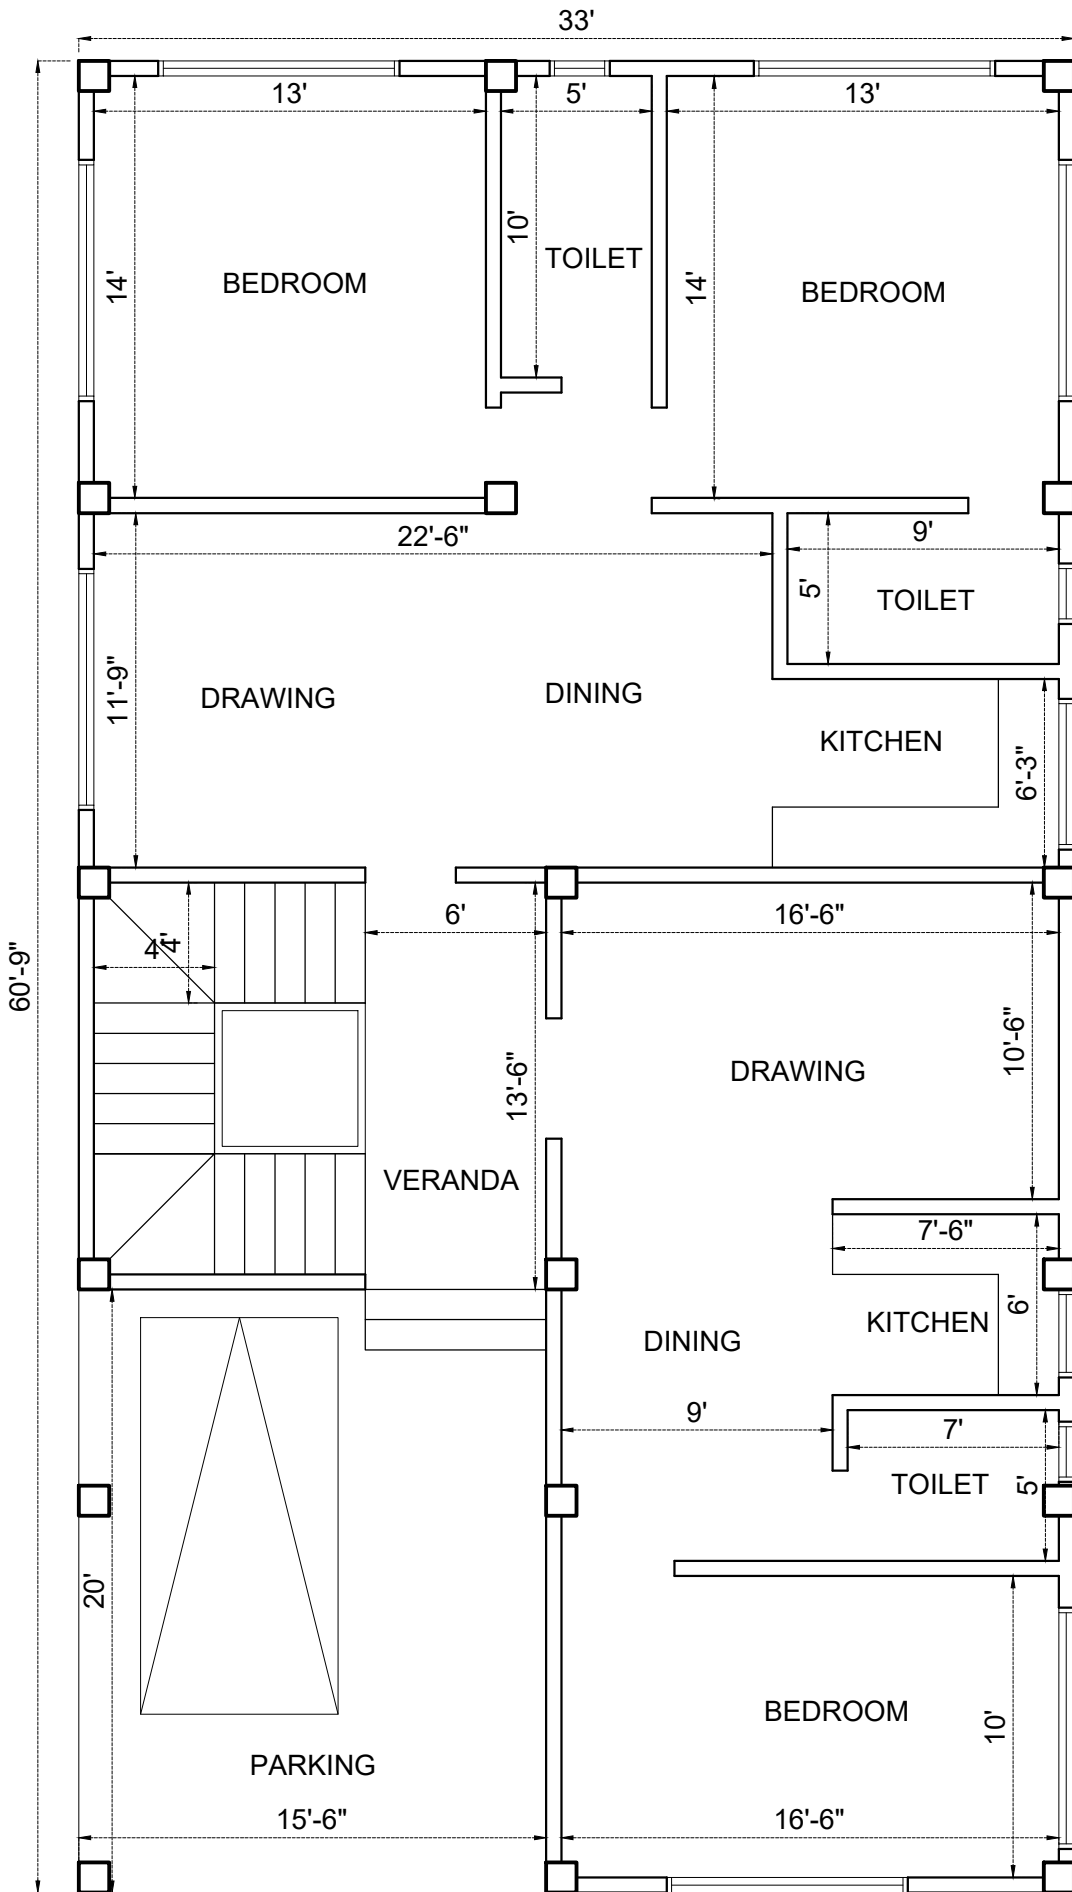 33'
13'
5'
13'
14'
10'
14'
TOILET
BEDROOM
BEDROOM
22'-6"
9'
5'
TOILET
11'-9"
DRAWING
DINING
KITCHEN
6'-3"
6'
16'-6"
4'
4'
60'-9"
10'-6"
13'-6"
DRAWING
VERANDA
7'-6"
6'
KITCHEN
DINING
9'
7'
TOILET
5'
20'
BEDROOM
10'
PARKING
15'-6"
16'-6"